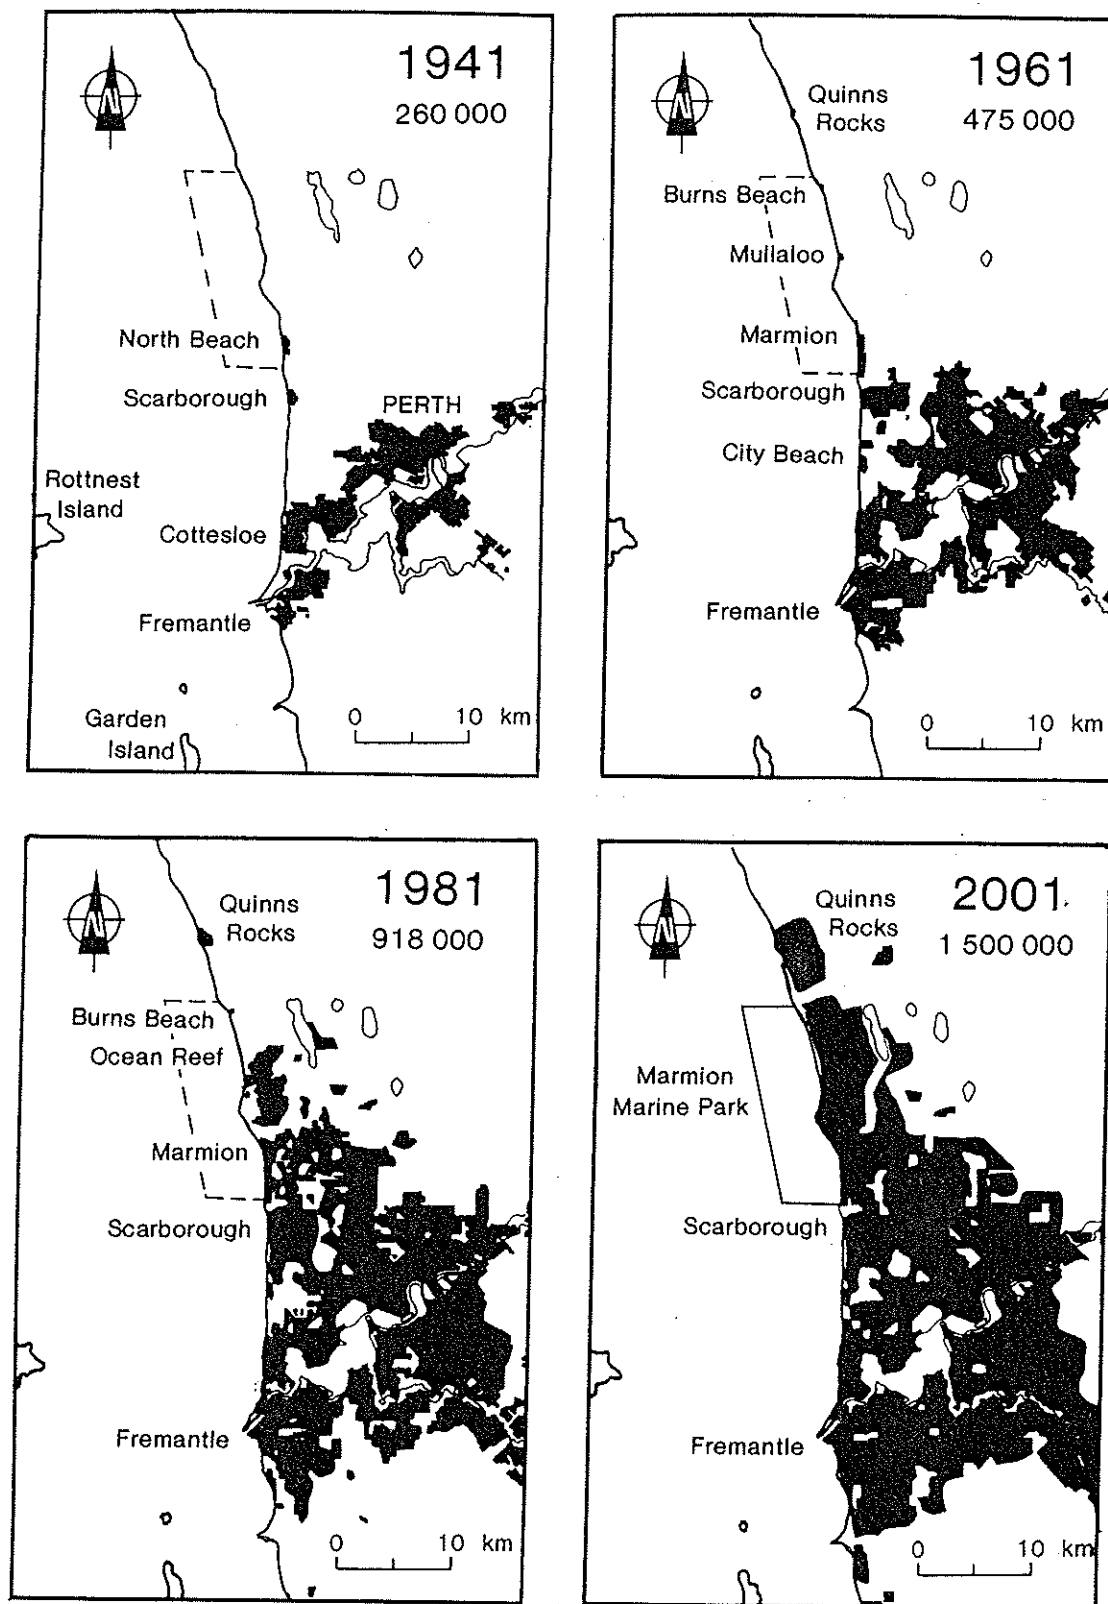 1941
260 000
N
North Beach
Scarborough
PERTH
Rottnest
Island
Cottesloe
Fremantle
Garden
Island
0 10 km
1961
475 000
N
Quinns
Rocks
Burns Beach
Mullaloo
Marmion
Scarborough
City Beach
Fremantle
0 10 km
1981
918 000
N
Quinns
Rocks
Burns Beach
Ocean Reef
Marmion
Scarborough
Fremantle
0 10 km
2001
1 500 000
N
Quinns
Rocks
Marmion
Marine Park
Scarborough
Fremantle
0 10 km